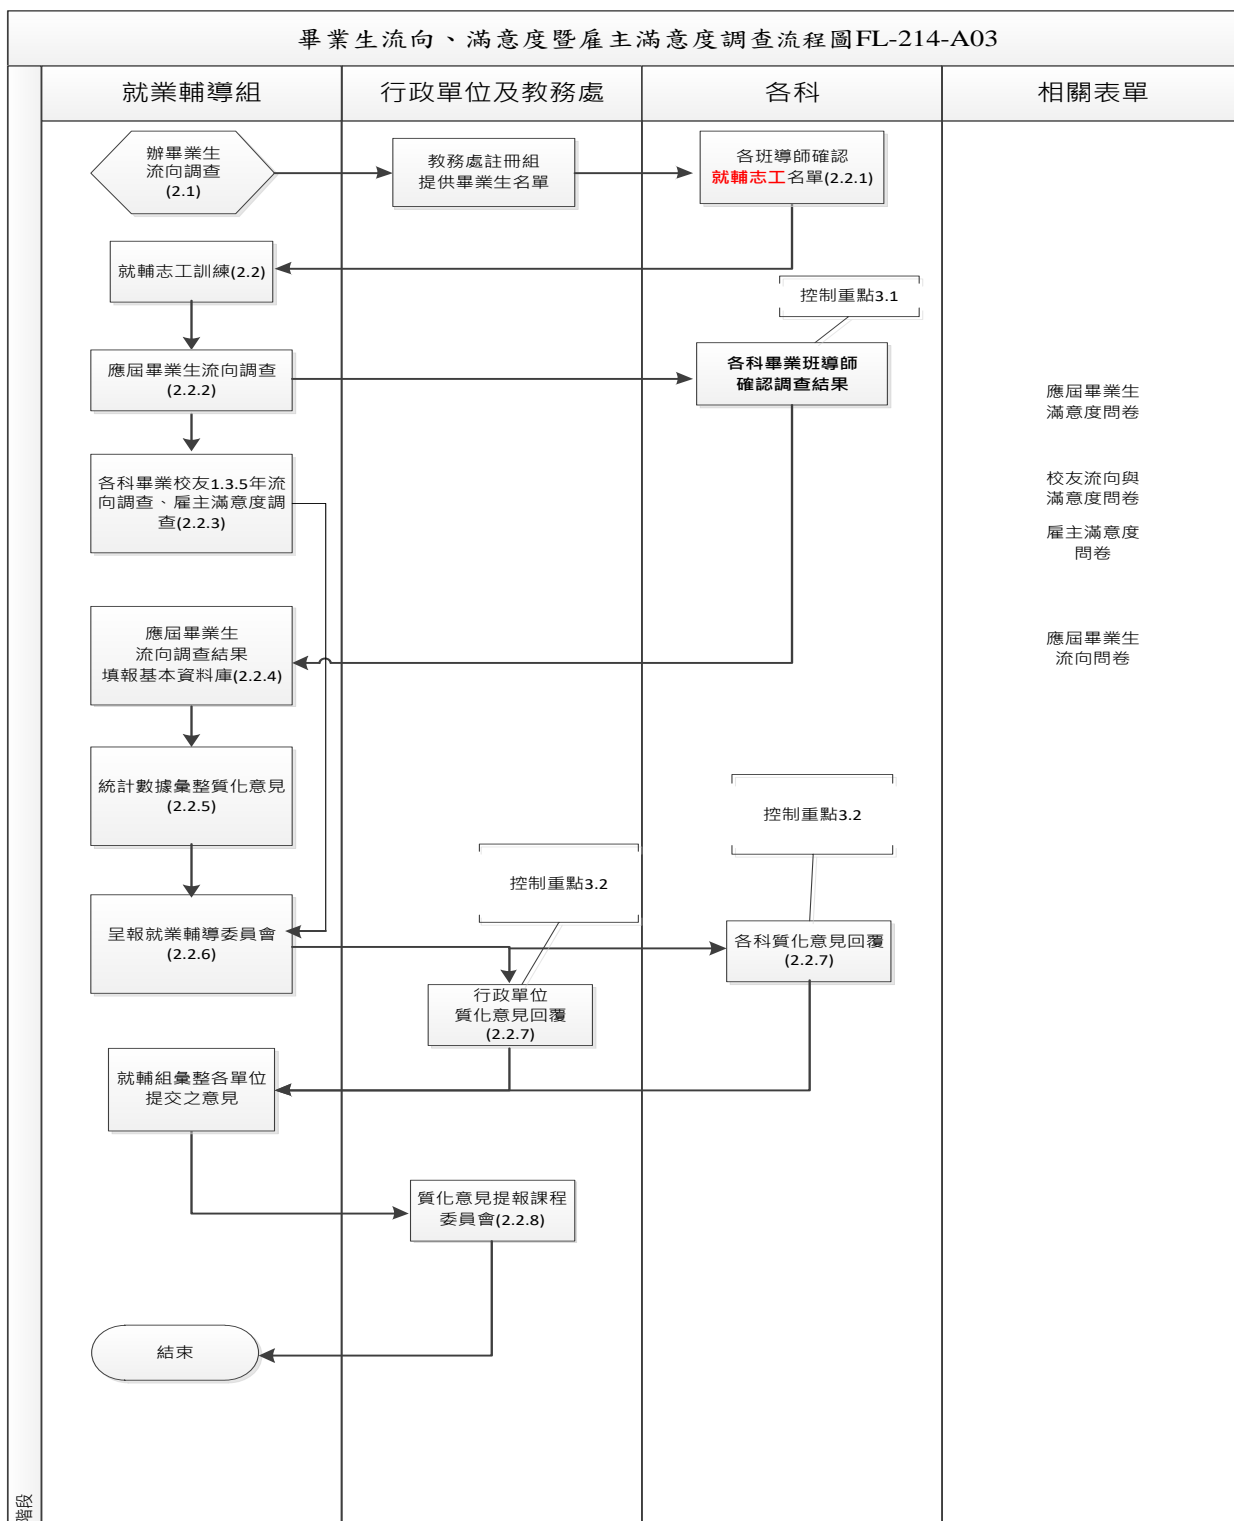 畢業生流向、滿意度暨雇主滿意度調查流程圖FL-214-A03
就業輔導組
行政單位及教務處
各科
相關表單
辦畢業生
流向調查
(2.1)
教務處註冊組
提供畢業生名單
各班導師確認
就輔志工名單(2.2.1)
就輔志工訓練(2.2)
控制重點3.1
應屆畢業生流向調查
(2.2.2)
各科畢業班導師
確認調查結果
應屆畢業生
滿意度問卷
各科畢業校友1.3.5年流
向調查、雇主滿意度調
查(2.2.3)
校友流向與
滿意度問卷
雇主滿意度
問卷
應屆畢業生
流向調查結果
填報基本資料庫(2.2.4)
應屆畢業生
流向問卷
統計數據彙整質化意見
(2.2.5)
控制重點3.2
控制重點3.2
呈報就業輔導委員會
(2.2.6)
各科質化意見回覆
(2.2.7)
行政單位
質化意見回覆
(2.2.7)
就輔組彙整各單位
提交之意見
質化意見提報課程
委員會(2.2.8)
結束
階段